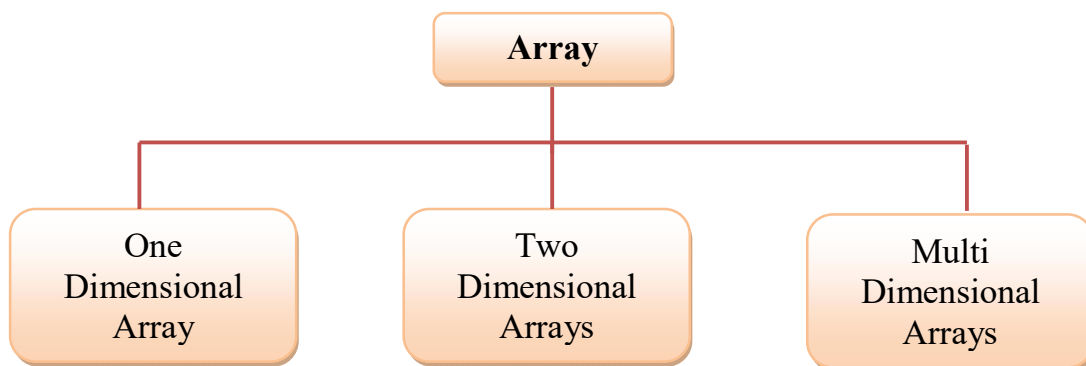 Array
One
Dimensional
Array
Two
Dimensional
Arrays
Multi
Dimensional
Arrays